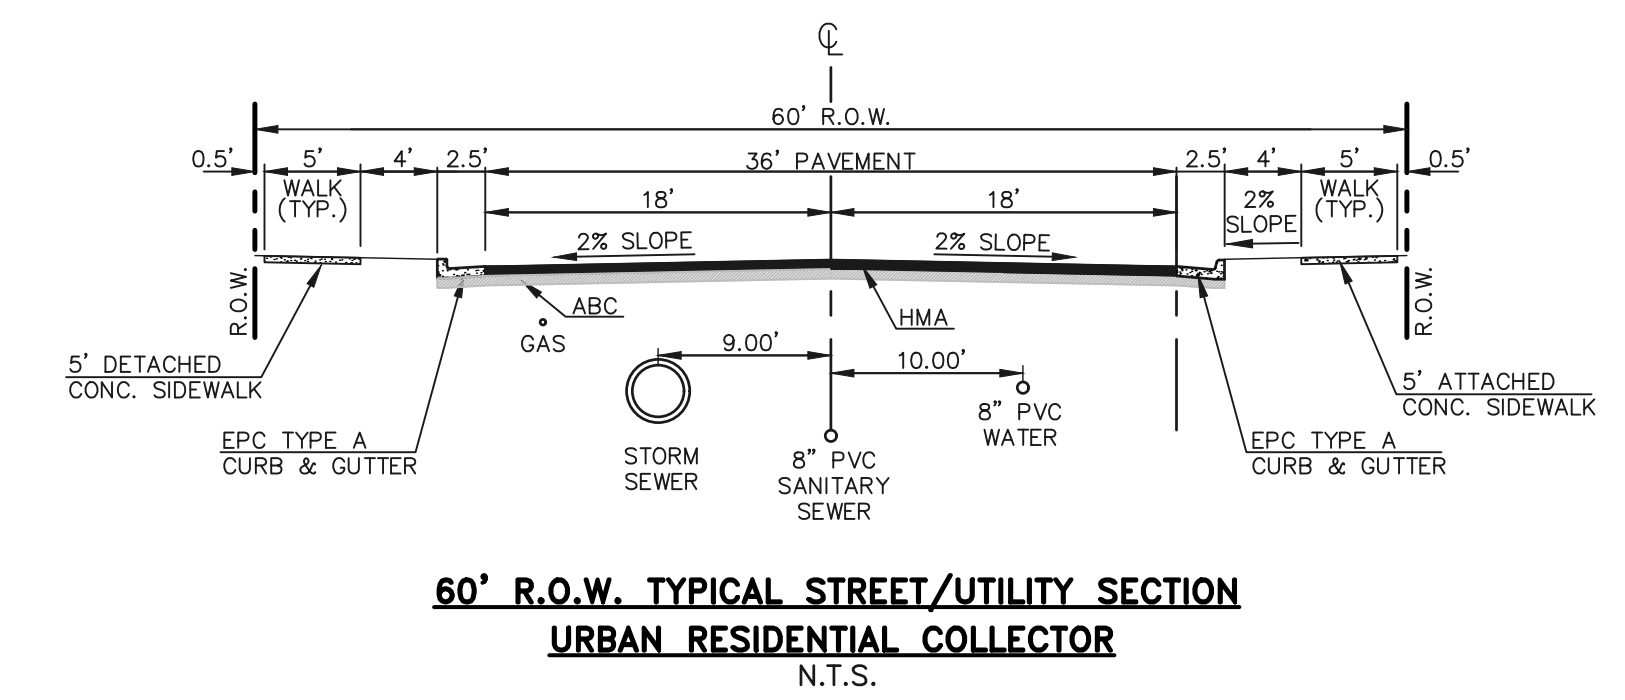 ℄
60' R.O.W.
0.5' 5' 4' 2.5' 36' PAVEMENT 2.5' 4' 5' 0.5'
WALK
(TYP.)
18' 18'
2%
SLOPE
WALK
(TYP.)
2% SLOPE 2% SLOPE
R.O.W.
R.O.W.
ABC
HMA
GAS
9.00'
10.00'
5' DETACHED
CONC. SIDEWALK
5' ATTACHED
CONC. SIDEWALK
8" PVC
WATER
EPC TYPE A
CURB & GUTTER
STORM
SEWER
8" PVC
SANITARY
SEWER
EPC TYPE A
CURB & GUTTER
60' R.O.W. TYPICAL STREET/UTILITY SECTION
URBAN RESIDENTIAL COLLECTOR
N.T.S.